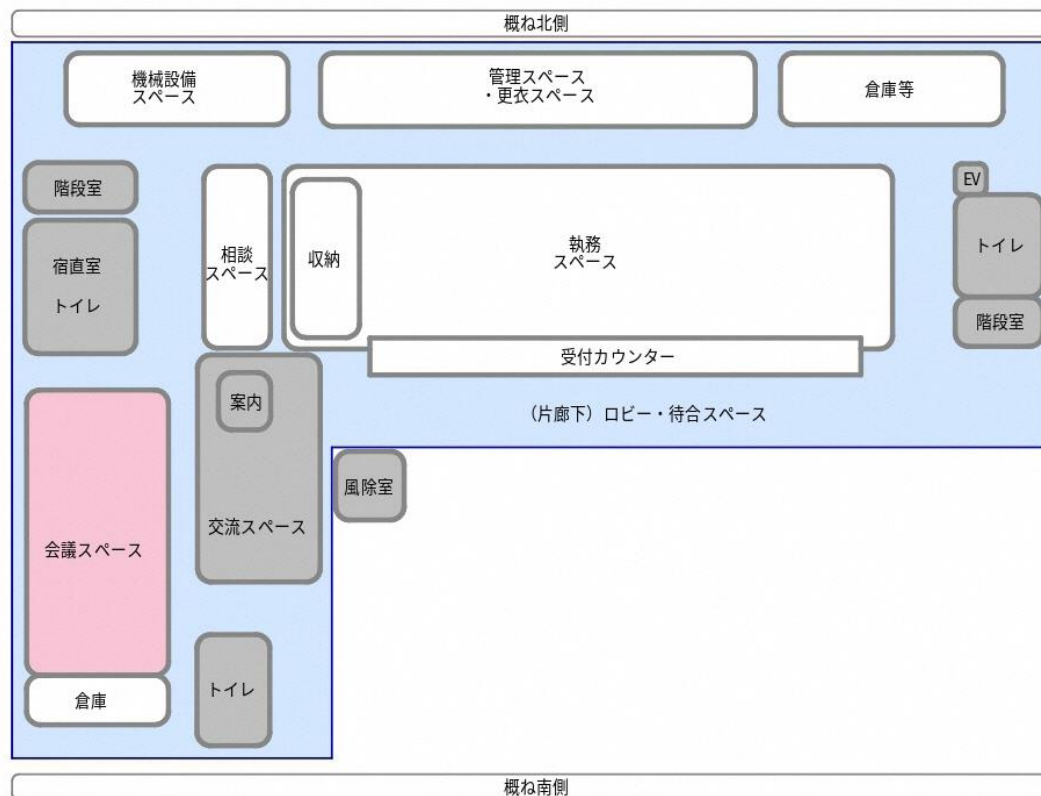 概ね北側
機械設備
スペース
管理スペース
・更衣スペース
倉庫等
階段室
宿直室
トイレ
相談
スペース
収納
執務
スペース
EV
トイレ
階段室
受付カウンター
案内
（片廊下）ロビー・待合スペース
風除室
交流スペース
会議スペース
倉庫
トイレ
概ね南側